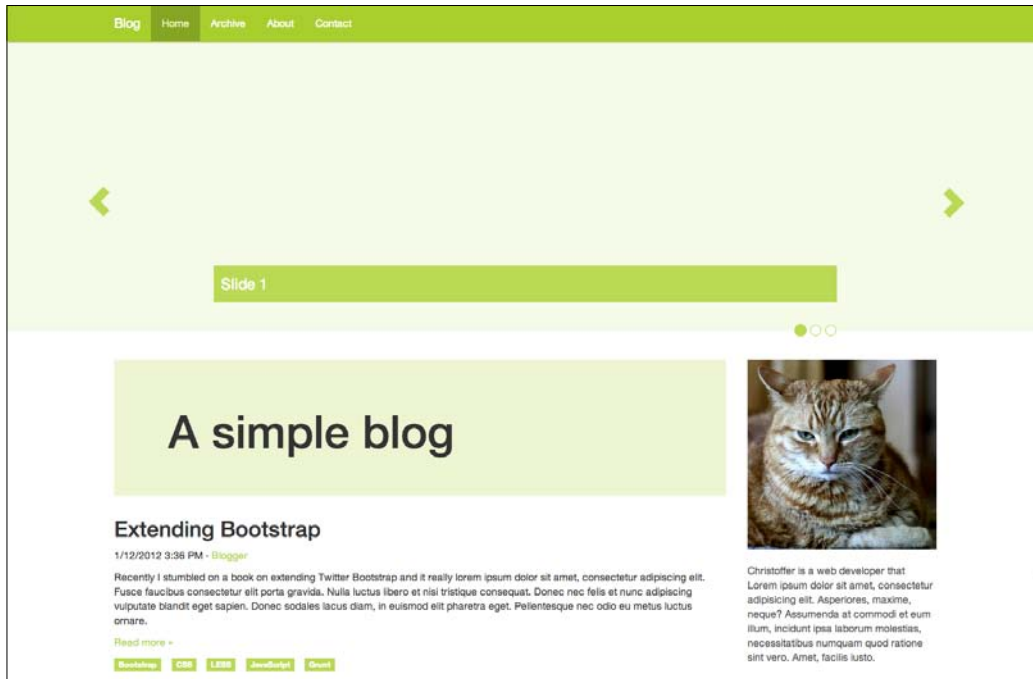 Blog Home Archive About Contact
Slide 1
A simple blog
Extending Bootstrap
1/12/2012 3:36 PM - Blogger
Recently I stumbled on a book on extending Twitter Bootstrap and it really lorem ipsum dolor sit amet, consectetur adipiscing elit.
Fusce faucibus consectetur elit porta gravida. Nulla luctus libero et nisi tristique consequat. Donec nec felis et nunc adipiscing
vulputate blandit eget sapien. Donec sodales lacus diam, in euismod elit pharetra eget. Pellentesque nec odio eu metus luctus
ornare.
Read more »
Bootstrap CSS LESS JavaScript Grunt
Christoffer is a web developer that
Lorem ipsum dolor sit amet, consectetur
adipisicing elit. Asperiores, maxime,
neque? Assumenda at commodi et eum
illum, incidunt ipsa laborum molestias,
necessitatibus numquam quod ratione
sint vero. Amet, facilis iusto.